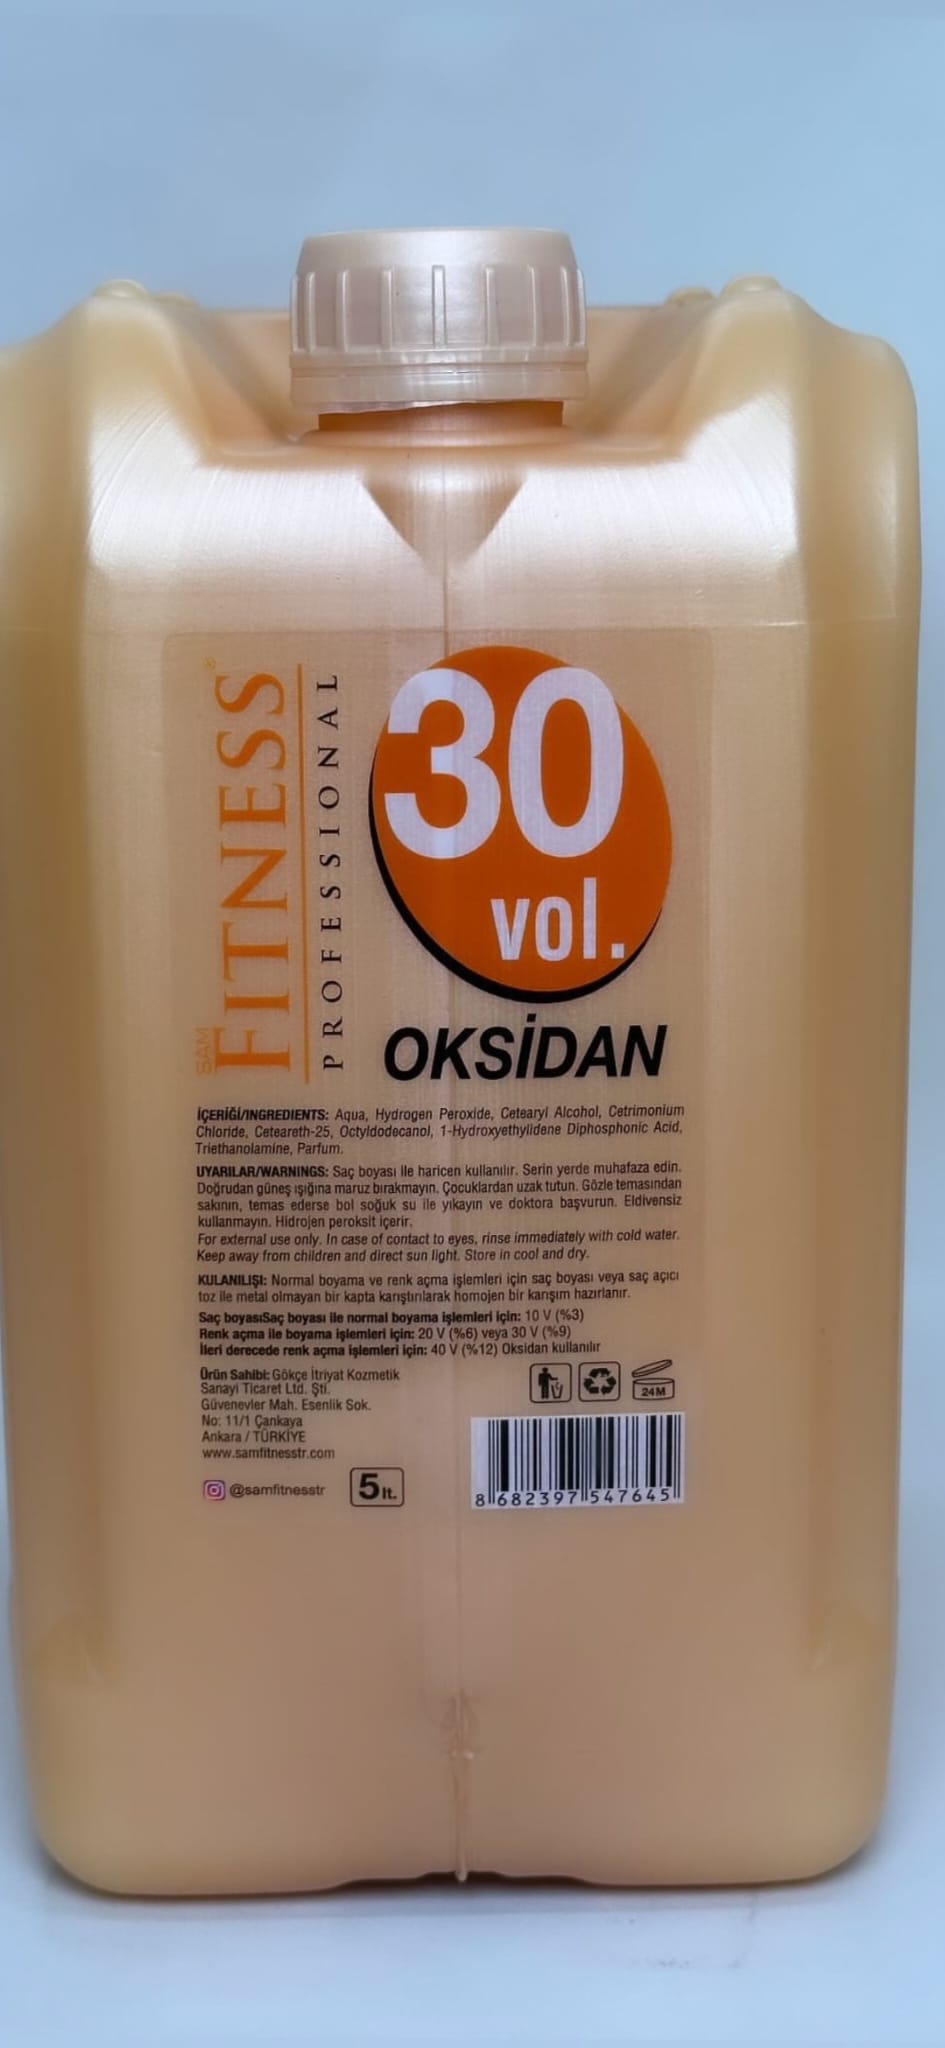 SAM
FITNESS®
PROFESSIONAL
30
vol.
OKSİDAN
İÇERİĞİ/INGREDIENTS: Aqua, Hydrogen Peroxide, Cetearyl Alcohol, Cetrimonium
Chloride, Ceteareth-25, Octyldodecanol, 1-Hydroxyethylidene Diphosphonic Acid,
Triethanolamine, Parfum.
UYARILAR/WARNINGS: Saç boyası ile haricen kullanılır. Serin yerde muhafaza edin.
Doğrudan güneş ışığına maruz bırakmayın. Çocuklardan uzak tutun. Gözle temasından
sakının, temas ederse bol soğuk su ile yıkayın ve doktora başvurun. Eldivensiz
kullanmayın. Hidrojen peroksit içerir.
For external use only. In case of contact to eyes, rinse immediately with cold water.
Keep away from children and direct sun light. Store in cool and dry.
KULANILIŞI: Normal boyama ve renk açma işlemleri için saç boyası veya saç açıcı
toz ile metal olmayan bir kapta karıştırılarak homojen bir karışım hazırlanır.
Saç boyasıSaç boyası ile normal boyama işlemleri için: 10 V (%3)
Renk açma ile boyama işlemleri için: 20 V (%6) veya 30 V (%9)
İleri derecede renk açma işlemleri için: 40 V (%12) Oksidan kullanılır
Ürün Sahibi: Gökçe İtriyat Kozmetik
Sanayi Ticaret Ltd. Şti.
Güvenevler Mah. Esenlik Sok.
No: 11/1 Çankaya
Ankara / TÜRKİYE
www.samfitnesstr.com
24M
@samfitnesstr
5 lt.
8 682397 547645